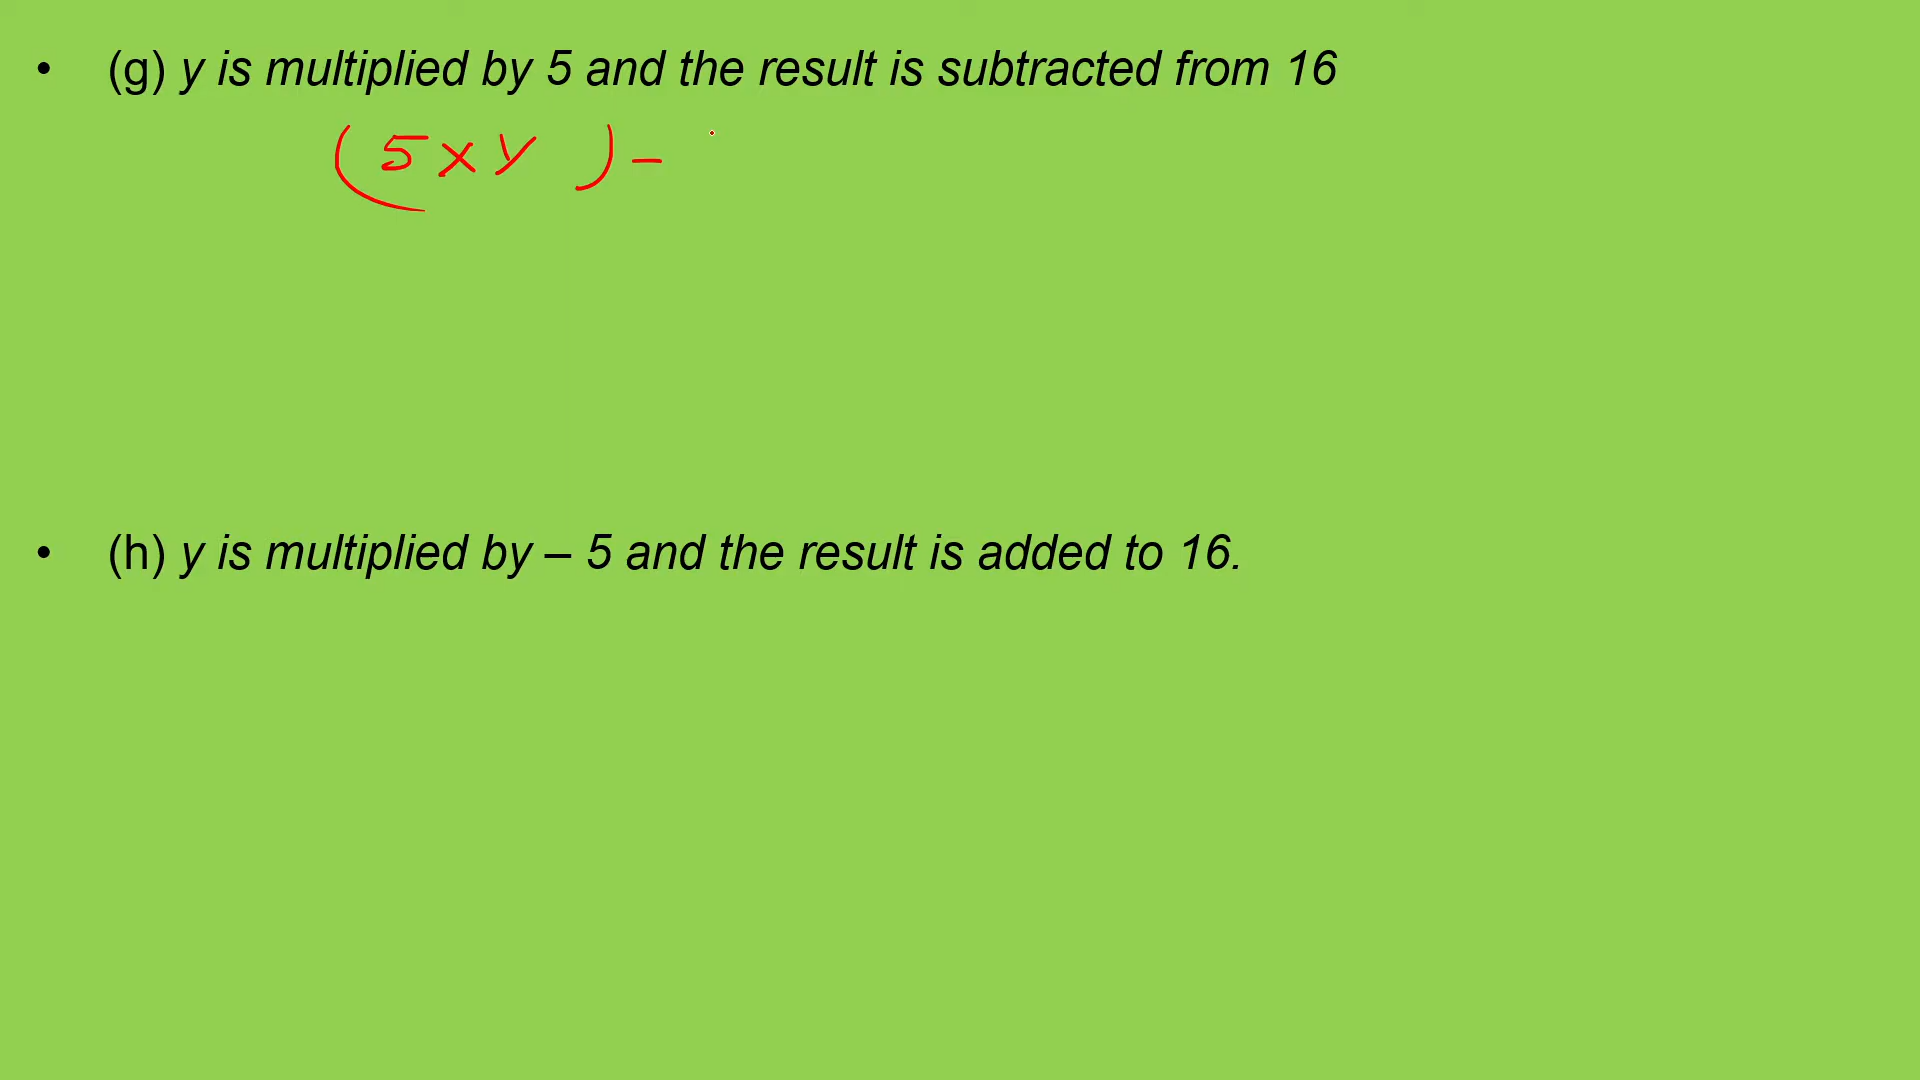 • (g) y is multiplied by 5 and the result is subtracted from 16
(5 x y) –
• (h) y is multiplied by – 5 and the result is added to 16.